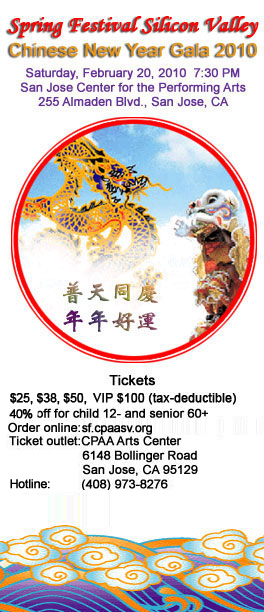 Spring Festival Silicon Valley
Chinese New Year Gala 2010
Saturday, February 20, 2010 7:30 PM
San Jose Center for the Performing Arts
255 Almaden Blvd., San Jose, CA
普天同慶
年年好運
Tickets
$25, $38, $50, VIP $100 (tax-deductible)
40% off for child 12- and senior 60+
Order online:sf.cpaasv.org
Ticket outlet:CPAA Arts Center
6148 Bollinger Road
San Jose, CA 95129
Hotline: (408) 973-8276